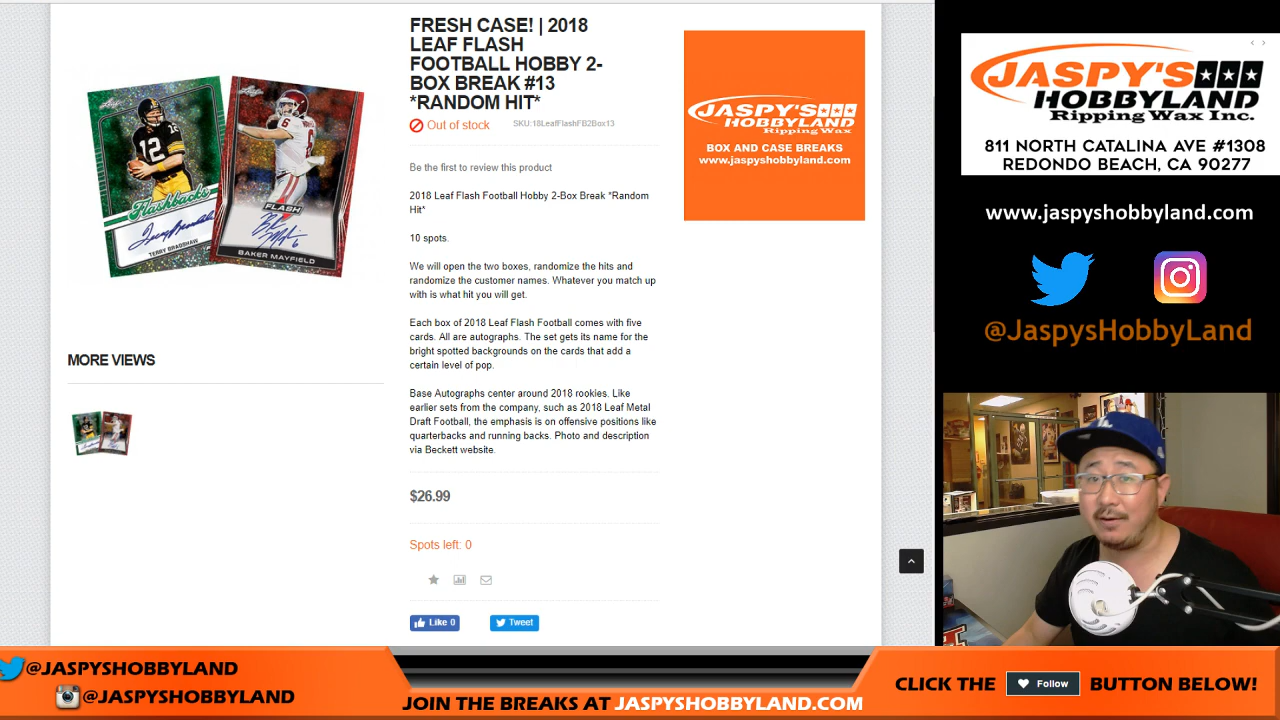 FRESH CASE! | 2018
LEAF FLASH
FOOTBALL HOBBY 2-
BOX BREAK #13
*RANDOM HIT*
Out of stock
SKU:18LeafFlashFB2Box13
Be the first to review this product
2018 Leaf Flash Football Hobby 2-Box Break *Random
Hit*
10 spots.
We will open the two boxes, randomize the hits and
randomize the customer names. Whatever you match up
with is what hit you will get.
Each box of 2018 Leaf Flash Football comes with five
cards. All are autographs. The set gets its name for the
bright spotted backgrounds on the cards that add a
certain level of pop.
Base Autographs center around 2018 rookies. Like
earlier sets from the company, such as 2018 Leaf Metal
Draft Football, the emphasis is on offensive positions like
quarterbacks and running backs. Photo and description
via Beckett website.
$26.99
Spots left: 0
Like 0
Tweet
Leaf
12
Flashbacks
TERRY BRADSHAW
Leaf
6
FLASH
BAKER MAYFIELD
MORE VIEWS
JASPY'S
HOBBYLAND
Ripping Wax Inc.
BOX AND CASE BREAKS
www.jaspyshobbyland.com
JASPY'S
HOBBYLAND
Ripping Wax Inc.
811 NORTH CATALINA AVE #1308
REDONDO BEACH, CA 90277
www.jaspyshobbyland.com
@JaspysHobbyLand
LA
@JASPYSHOBBYLAND
@JASPYSHOBBYLAND
JOIN THE BREAKS AT JASPYSHOBBYLAND.COM
CLICK THE Follow BUTTON BELOW!